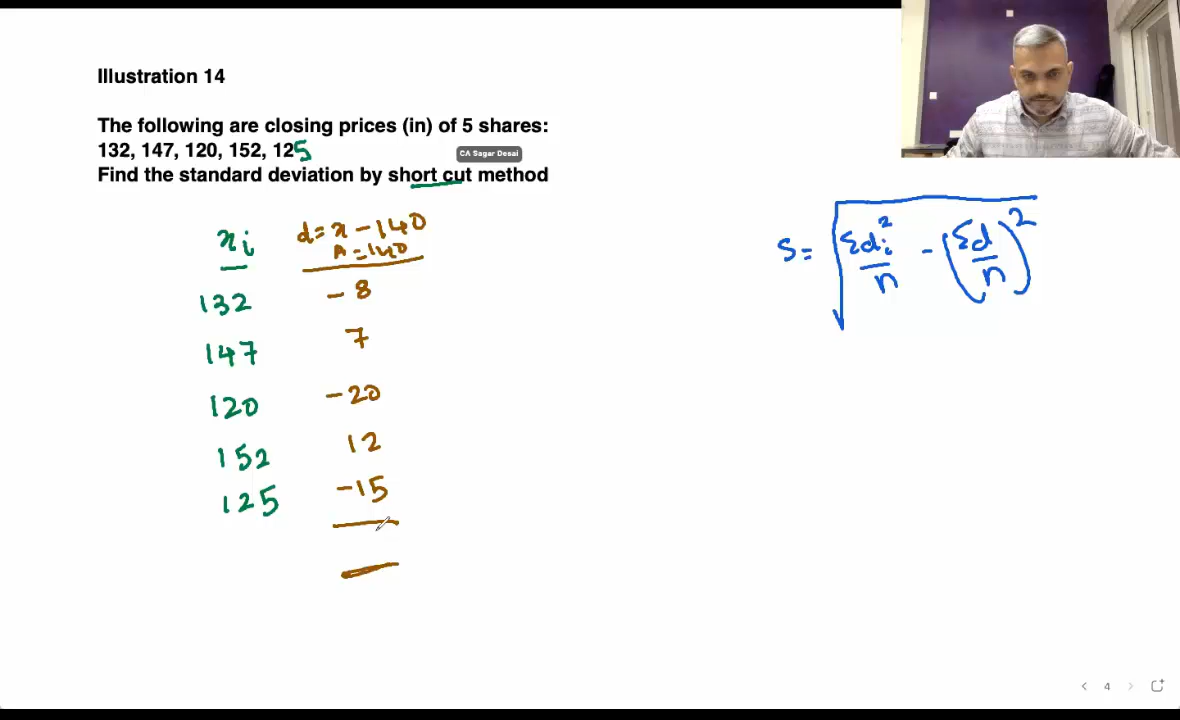 Illustration 14
The following are closing prices (in) of 5 shares:
132, 147, 120, 152, 125
CA Sagar Desai
Find the standard deviation by short cut method
xi
d = x - 140
A = 140
132
- 8
147
7
120
- 20
152
12
125
- 15
S = √(Σdi²/n - (Σd/n)²)
4